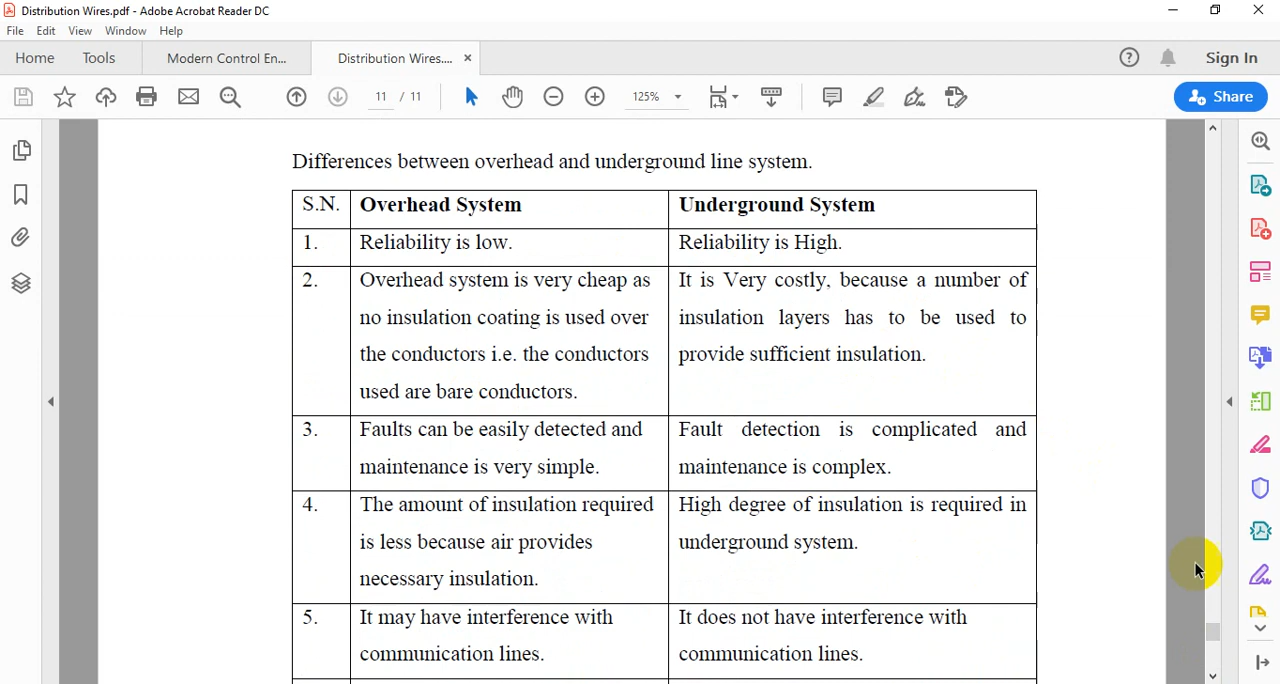 Distribution Wires.pdf - Adobe Acrobat Reader DC
File Edit View Window Help
Home Tools Modern Control En... Distribution Wires.... × Sign In
11 / 11 125% Share
Differences between overhead and underground line system.
S.N. Overhead System Underground System
1. Reliability is low. Reliability is High.
2. Overhead system is very cheap as It is Very costly, because a number of
no insulation coating is used over insulation layers has to be used to
the conductors i.e. the conductors provide sufficient insulation.
used are bare conductors.
3. Faults can be easily detected and Fault detection is complicated and
maintenance is very simple. maintenance is complex.
4. The amount of insulation required High degree of insulation is required in
is less because air provides underground system.
necessary insulation.
5. It may have interference with It does not have interference with
communication lines. communication lines.